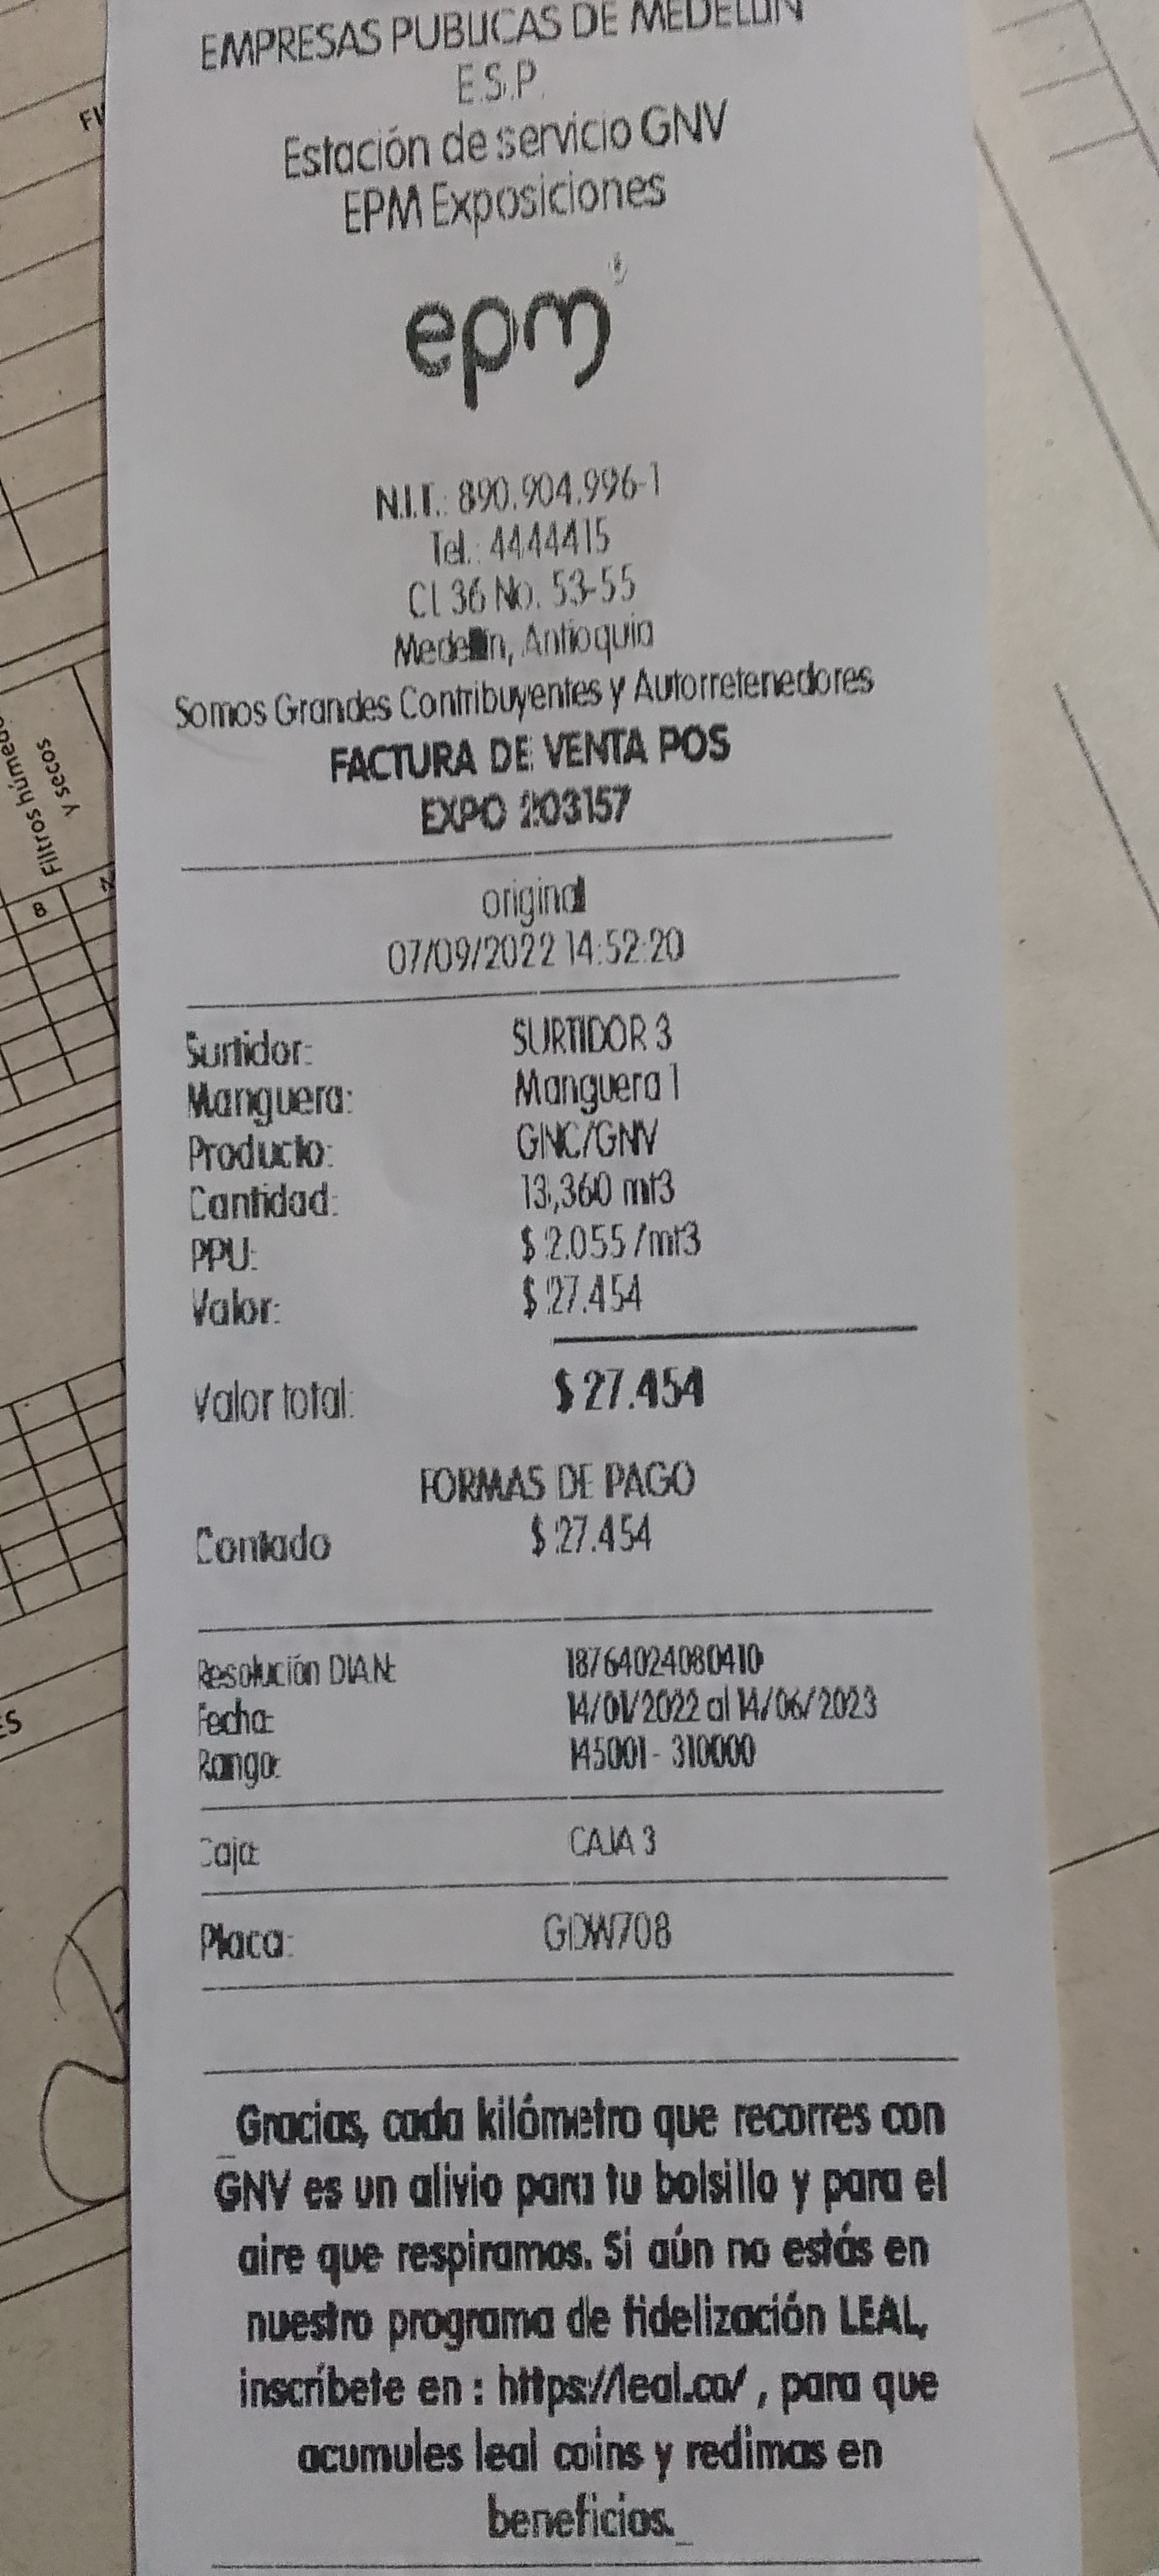 EMPRESAS PUBLICAS DE MEDELLIN
E.S.P.
Estación de servicio GNV
EPM Exposiciones
epm®
N.I.T.: 890.904.996-1
Tel.: 4444415
CL 36 No. 53-55
Medellín, Antioquia
Somos Grandes Contribuyentes y Autorretenedores
FACTURA DE VENTA POS
EXPO 203157
original
07/09/2022 14:52:20
Surtidor: SURTIDOR 3
Manguera: Manguera 1
Producto: GNC/GNV
Cantidad: 13,360 mt3
PPU: $ 2.055 /mt3
Valor: $ 27.454
Valor total: $ 27.454
FORMAS DE PAGO
Contado $ 27.454
Resolución DIAN: 18764024080410
Fecha: 14/01/2022 al 14/06/2023
Rango: 145001 - 310000
Caja: CAJA 3
Placa: GDW708
_Gracias, cada kilómetro que recorres con
GNV es un alivio para tu bolsillo y para el
aire que respiramos. Si aún no estás en
nuestro programa de fidelización LEAL,
inscríbete en : https://leal.co/ , para que
acumules leal coins y redimas en
beneficios._
Filtros
y secos
8